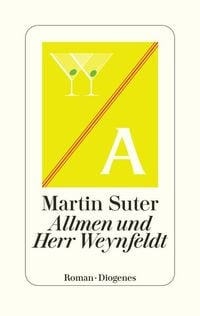 A
Martin Suter
Allmen und
Herr Weynfeldt
Roman · Diogenes